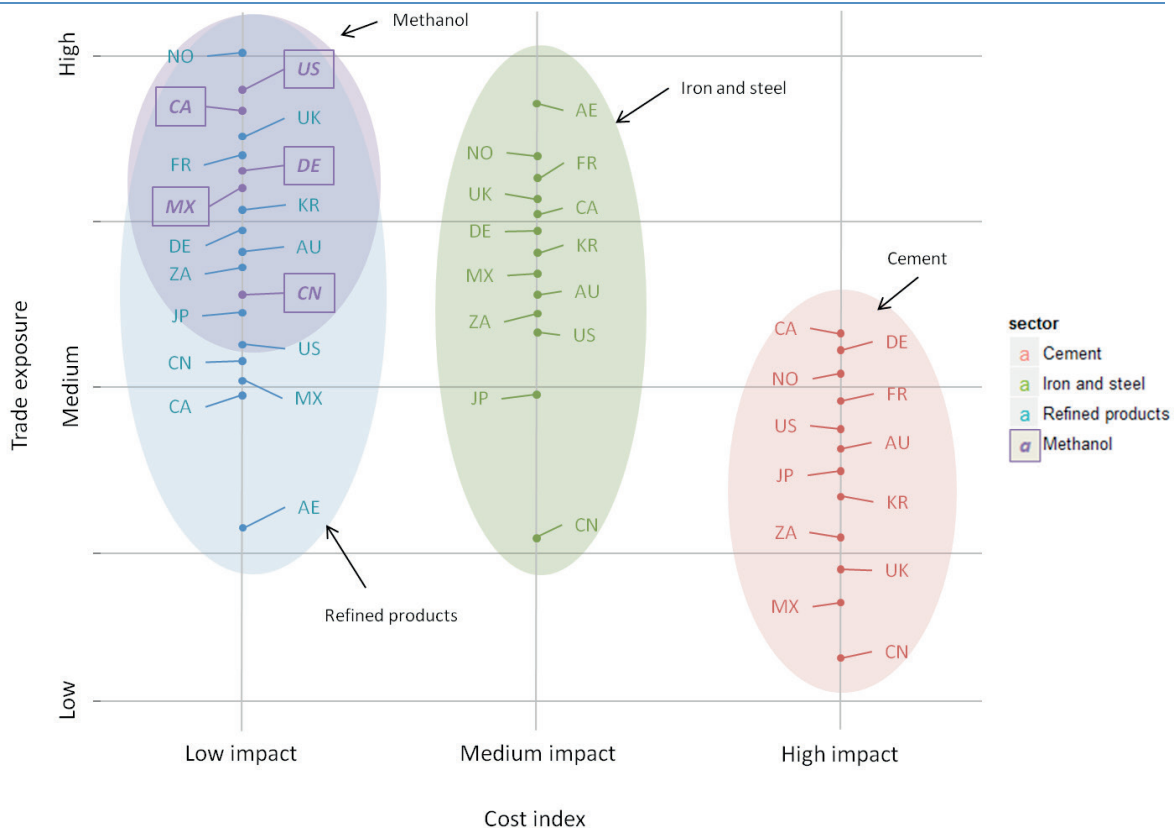 Methanol
High
NO
US
CA
UK
FR
DE
MX
KR
DE
AU
ZA
CN
JP
US
CN
MX
CA
AE
Refined products
Iron and steel
AE
NO
FR
UK
CA
DE
KR
MX
AU
ZA
US
JP
CN
Cement
CA
DE
NO
FR
US
AU
JP
KR
ZA
UK
MX
CN
sector
a Cement
a Iron and steel
a Refined products
a Methanol
Trade exposure
Medium
Low
Low impact
Medium impact
High impact
Cost index